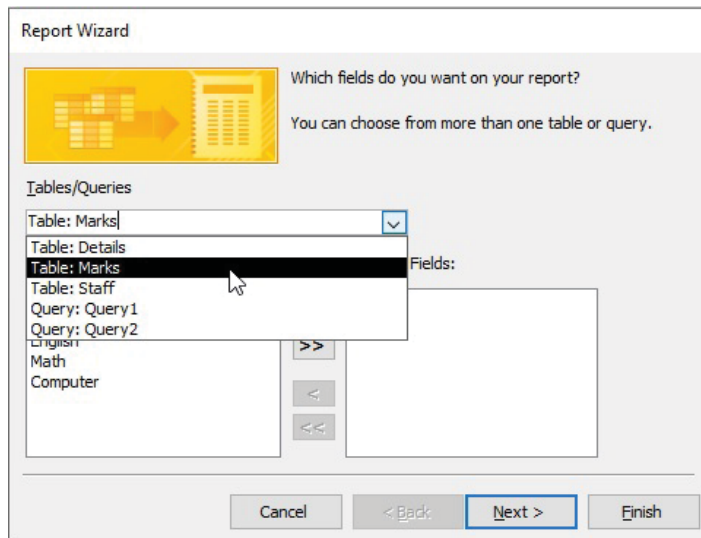 Report Wizard
Which fields do you want on your report?
You can choose from more than one table or query.
Tables/Queries
Table: Marks
Table: Details
Table: Marks
Fields:
Table: Staff
Query: Query1
Query: Query2
English
>>
Math
Computer
<
<<
Cancel
< Back
Next >
Finish